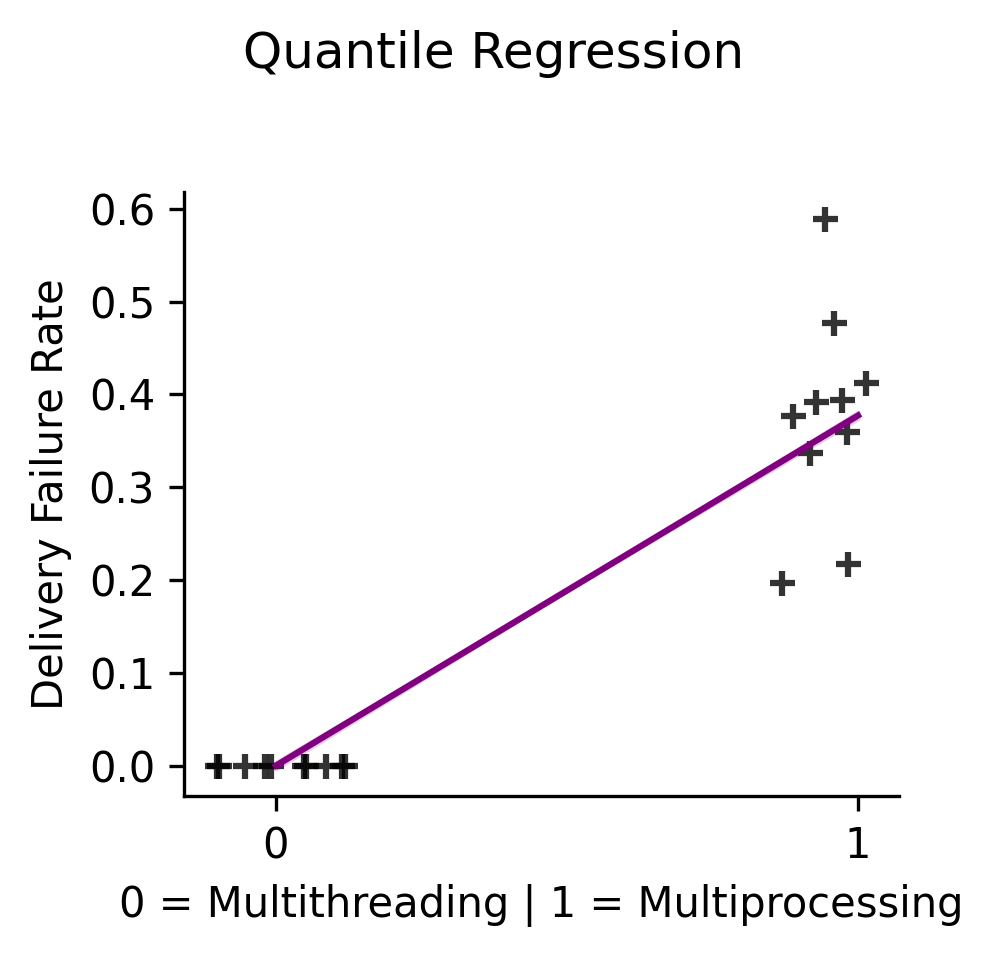 Quantile Regression
0.6
0.5
0.4
0.3
0.2
0.1
0.0
Delivery Failure Rate
0 1
0 = Multithreading | 1 = Multiprocessing